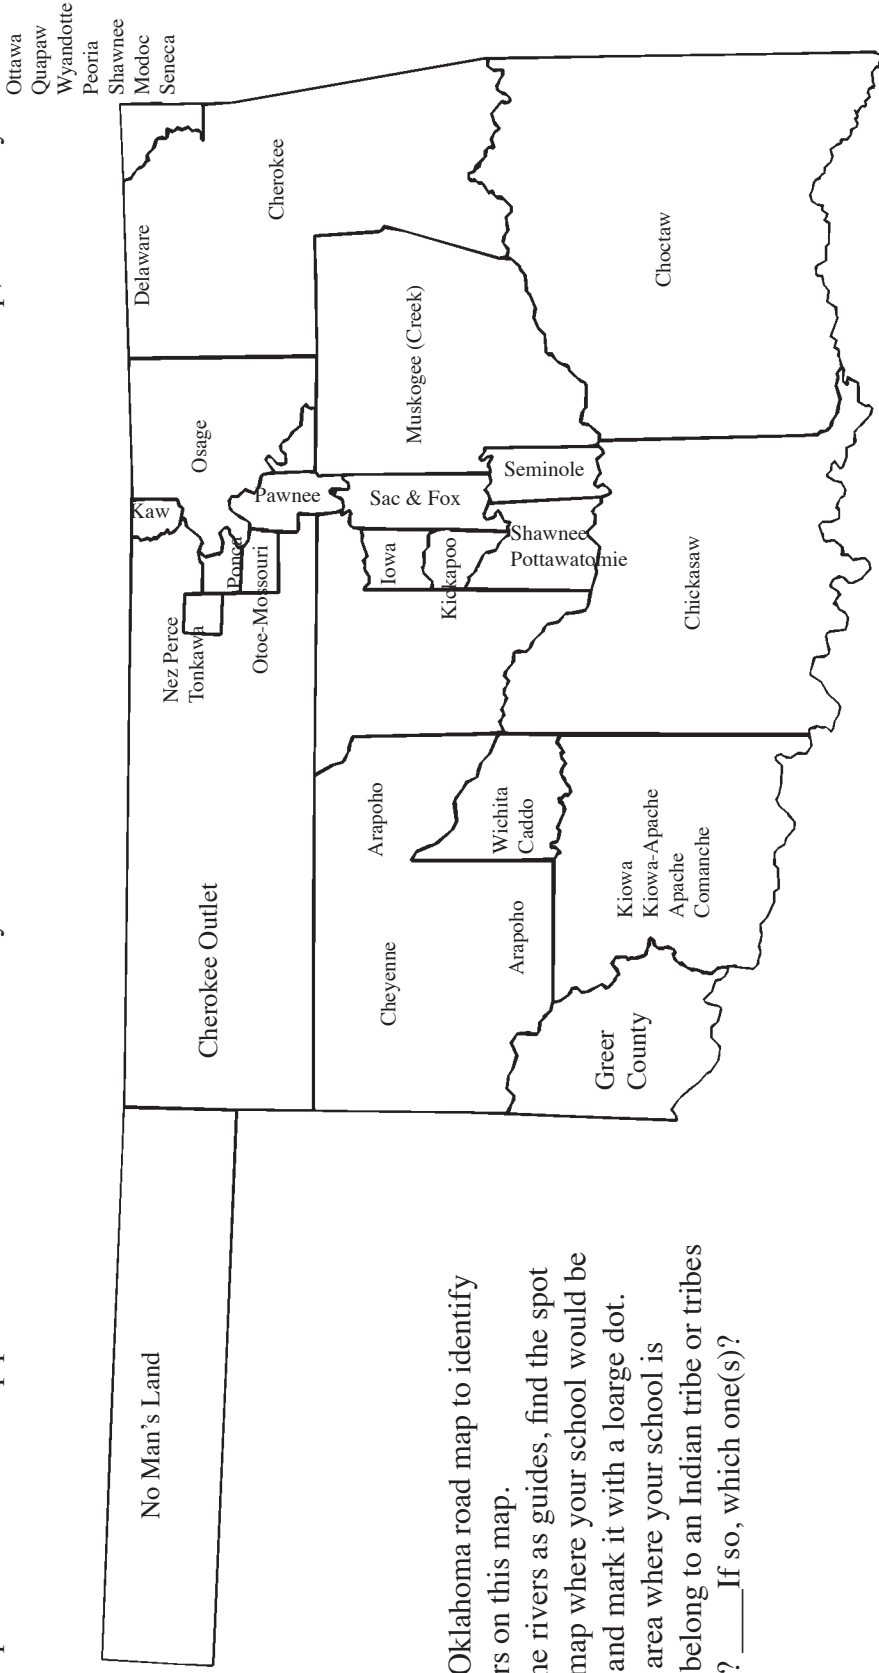 Ottawa
Quapaw
Wyandotte
Peoria
Shawnee
Modoc
Seneca
No Man's Land
Cherokee Outlet
Nez Perce
Tonkawa
Ponca
Otoe-Mossouri
Kaw
Osage
Pawnee
Delaware
Cherokee
Cheyenne
Arapoho
Arapoho
Wichita
Caddo
Iowa
Kickapoo
Sac & Fox
Shawnee
Pottawatomie
Seminole
Muskogee (Creek)
Greer
County
Kiowa
Kiowa-Apache
Apache
Comanche
Chickasaw
Choctaw
Oklahoma road map to identify
rs on this map.
ne rivers as guides, find the spot
map where your school would be
and mark it with a loarge dot.
area where your school is
belong to an Indian tribe or tribes
? ___If so, which one(s)?